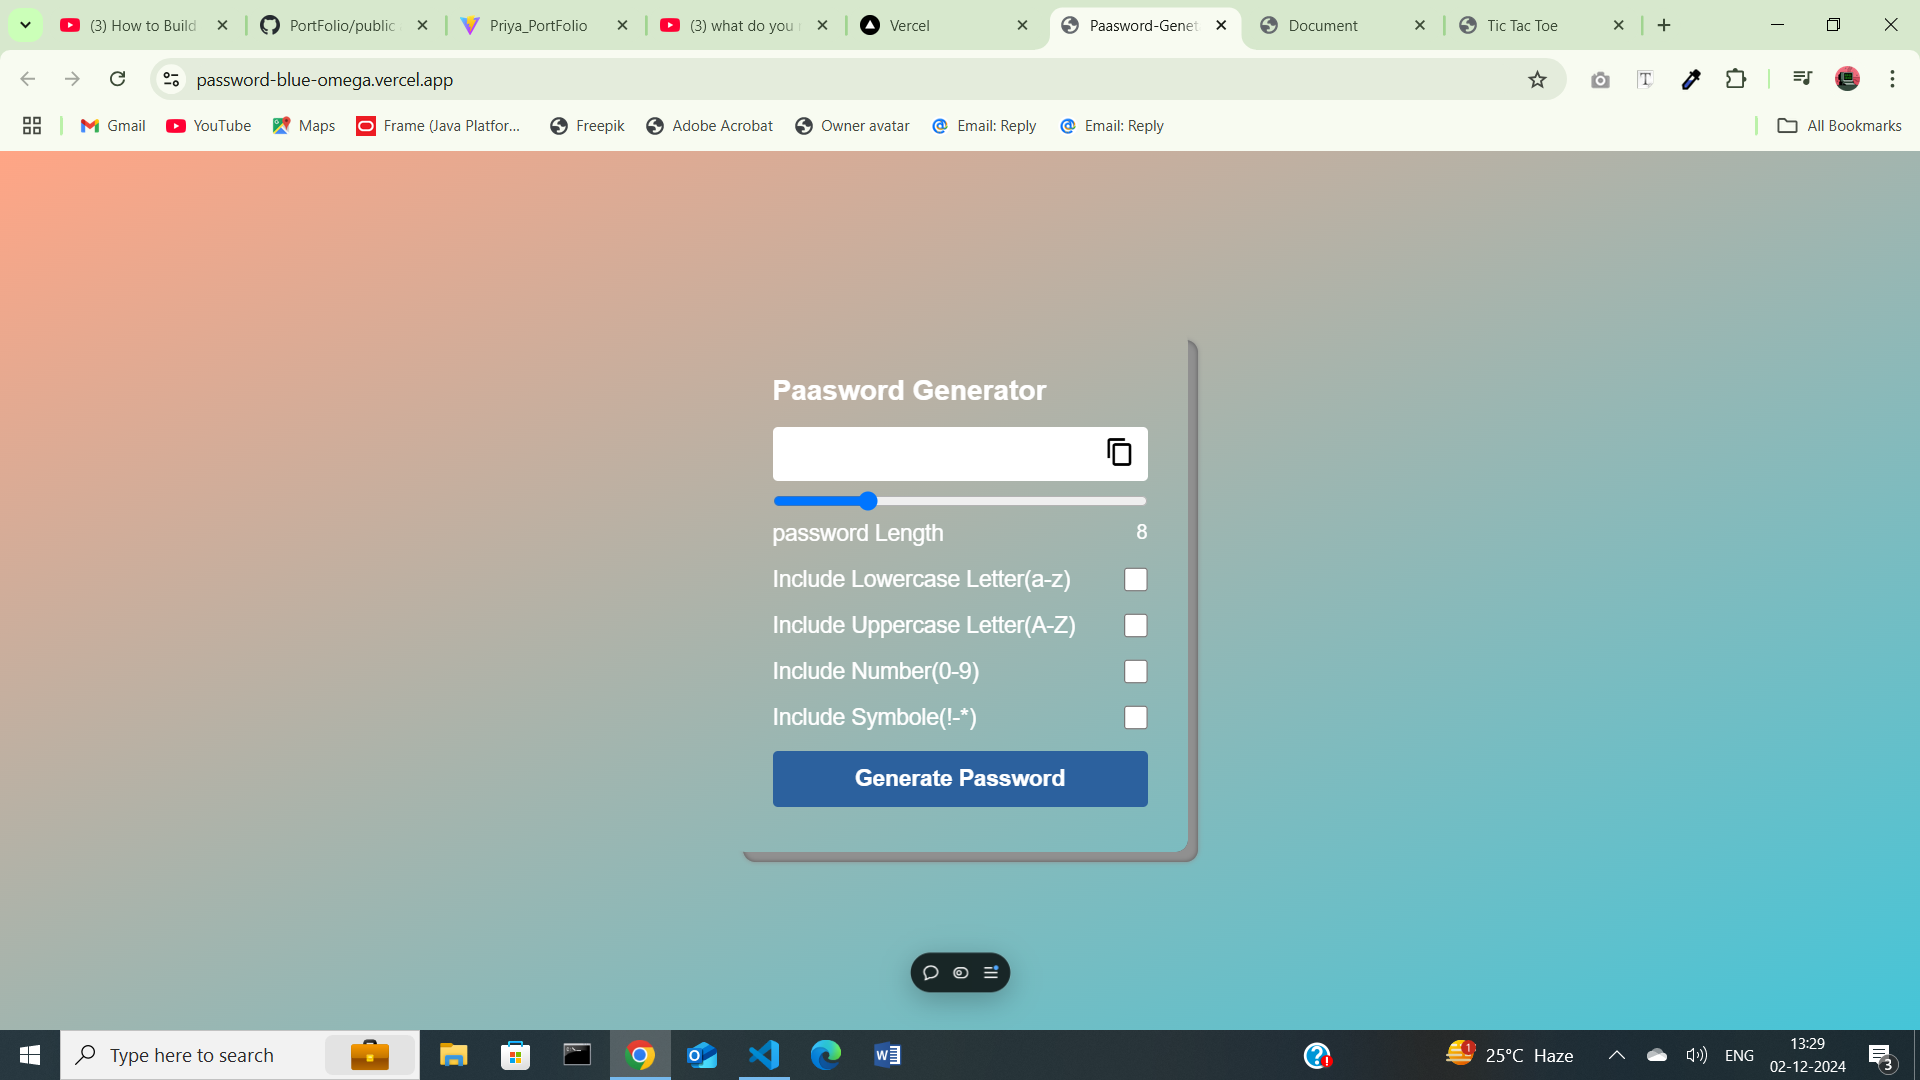 (3) How to Build
PortFolio/public
Priya_PortFolio
(3) what do you
Vercel
Paasword-Genet
Document
Tic Tac Toe
password-blue-omega.vercel.app
Gmail
YouTube
Maps
Frame (Java Platfor...
Freepik
Adobe Acrobat
Owner avatar
Email: Reply
Email: Reply
All Bookmarks
Paasword Generator
password Length
8
Include Lowercase Letter(a-z)
Include Uppercase Letter(A-Z)
Include Number(0-9)
Include Symbole(!-*)
Generate Password
Type here to search
1
25°C Haze
ENG
13:29
02-12-2024
3